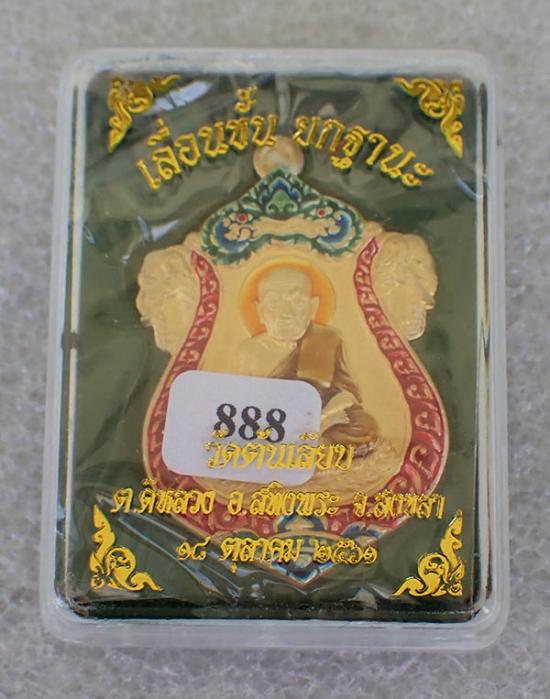 เลื่อนขั้น ยกฐานะ
888
วัดต้นเลียบ
ต.ดีหลวง อ.สทิงพระ จ.สงขลา
๑๘ ตุลาคม ๒๕๖๑